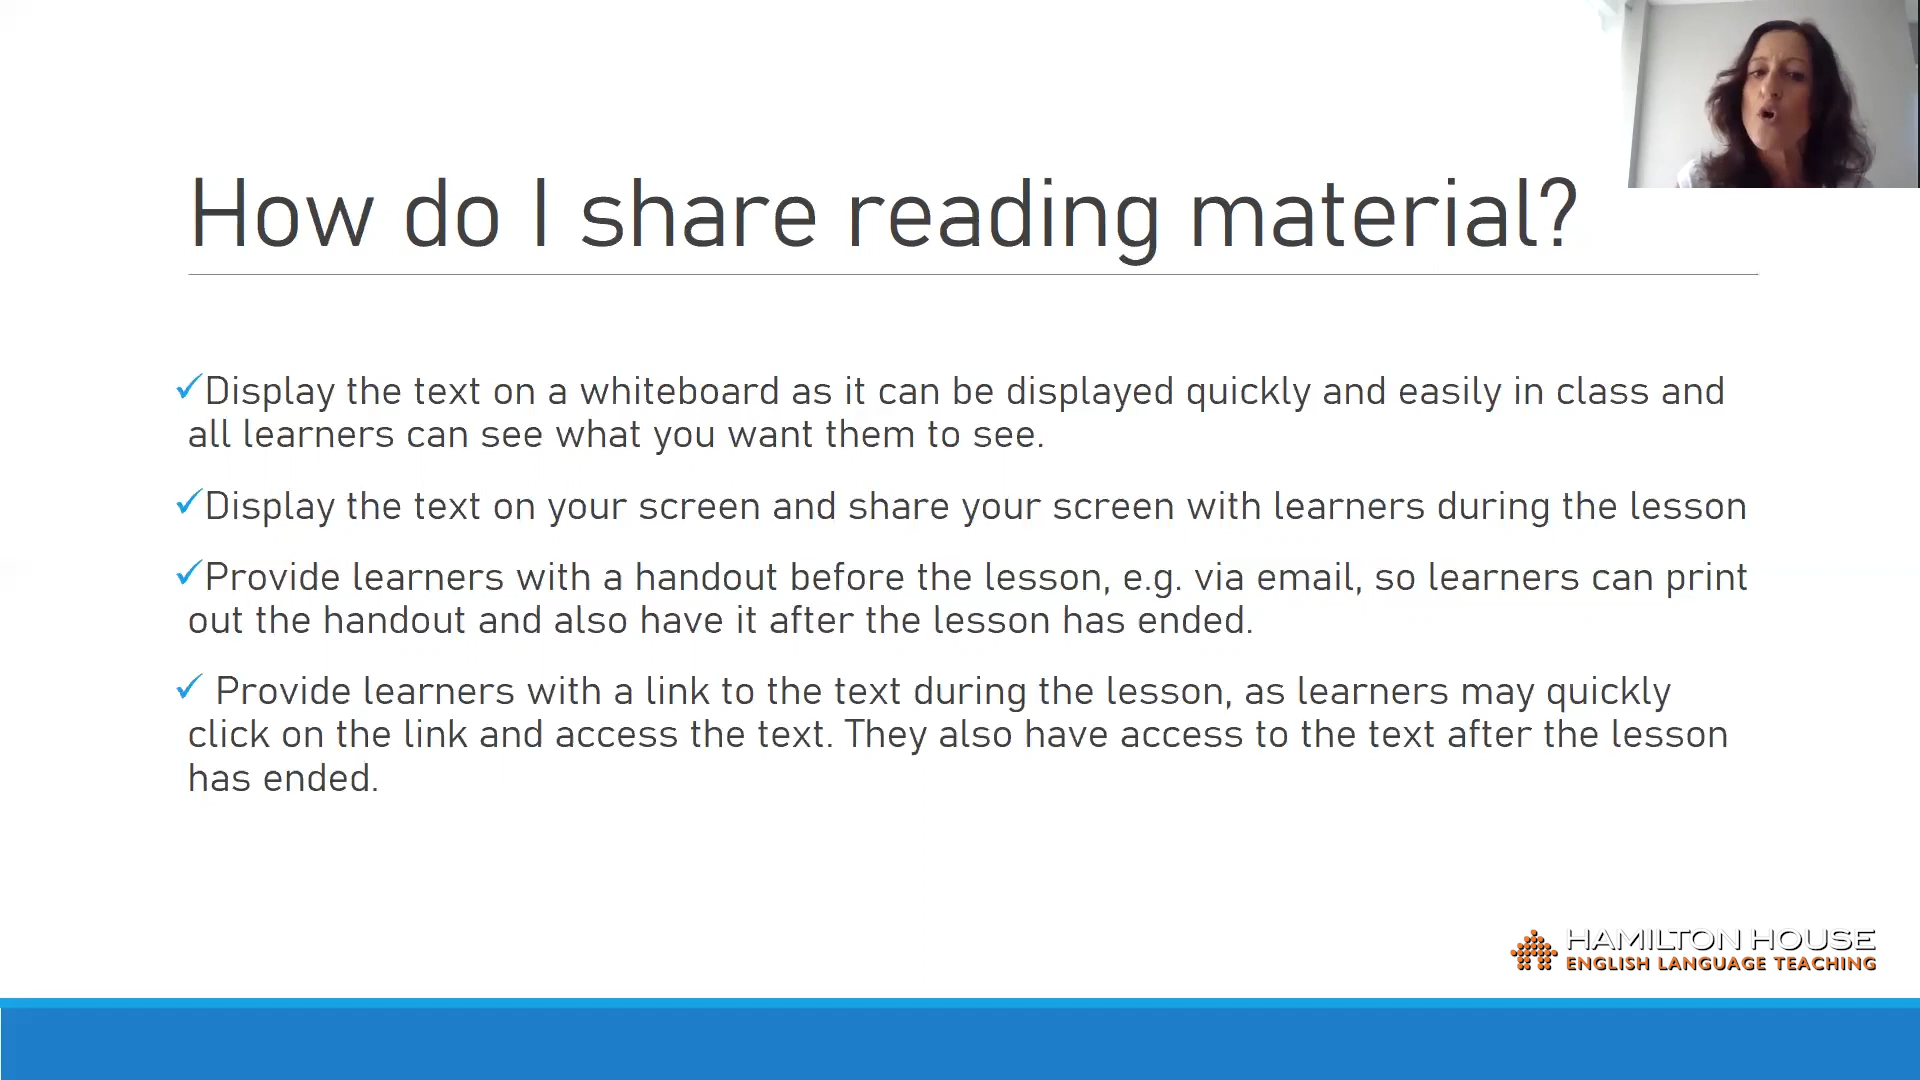 How do I share reading material?
✓Display the text on a whiteboard as it can be displayed quickly and easily in class and
all learners can see what you want them to see.
✓Display the text on your screen and share your screen with learners during the lesson
✓Provide learners with a handout before the lesson, e.g. via email, so learners can print
out the handout and also have it after the lesson has ended.
✓ Provide learners with a link to the text during the lesson, as learners may quickly
click on the link and access the text. They also have access to the text after the lesson
has ended.
HAMILTON HOUSE
ENGLISH LANGUAGE TEACHING